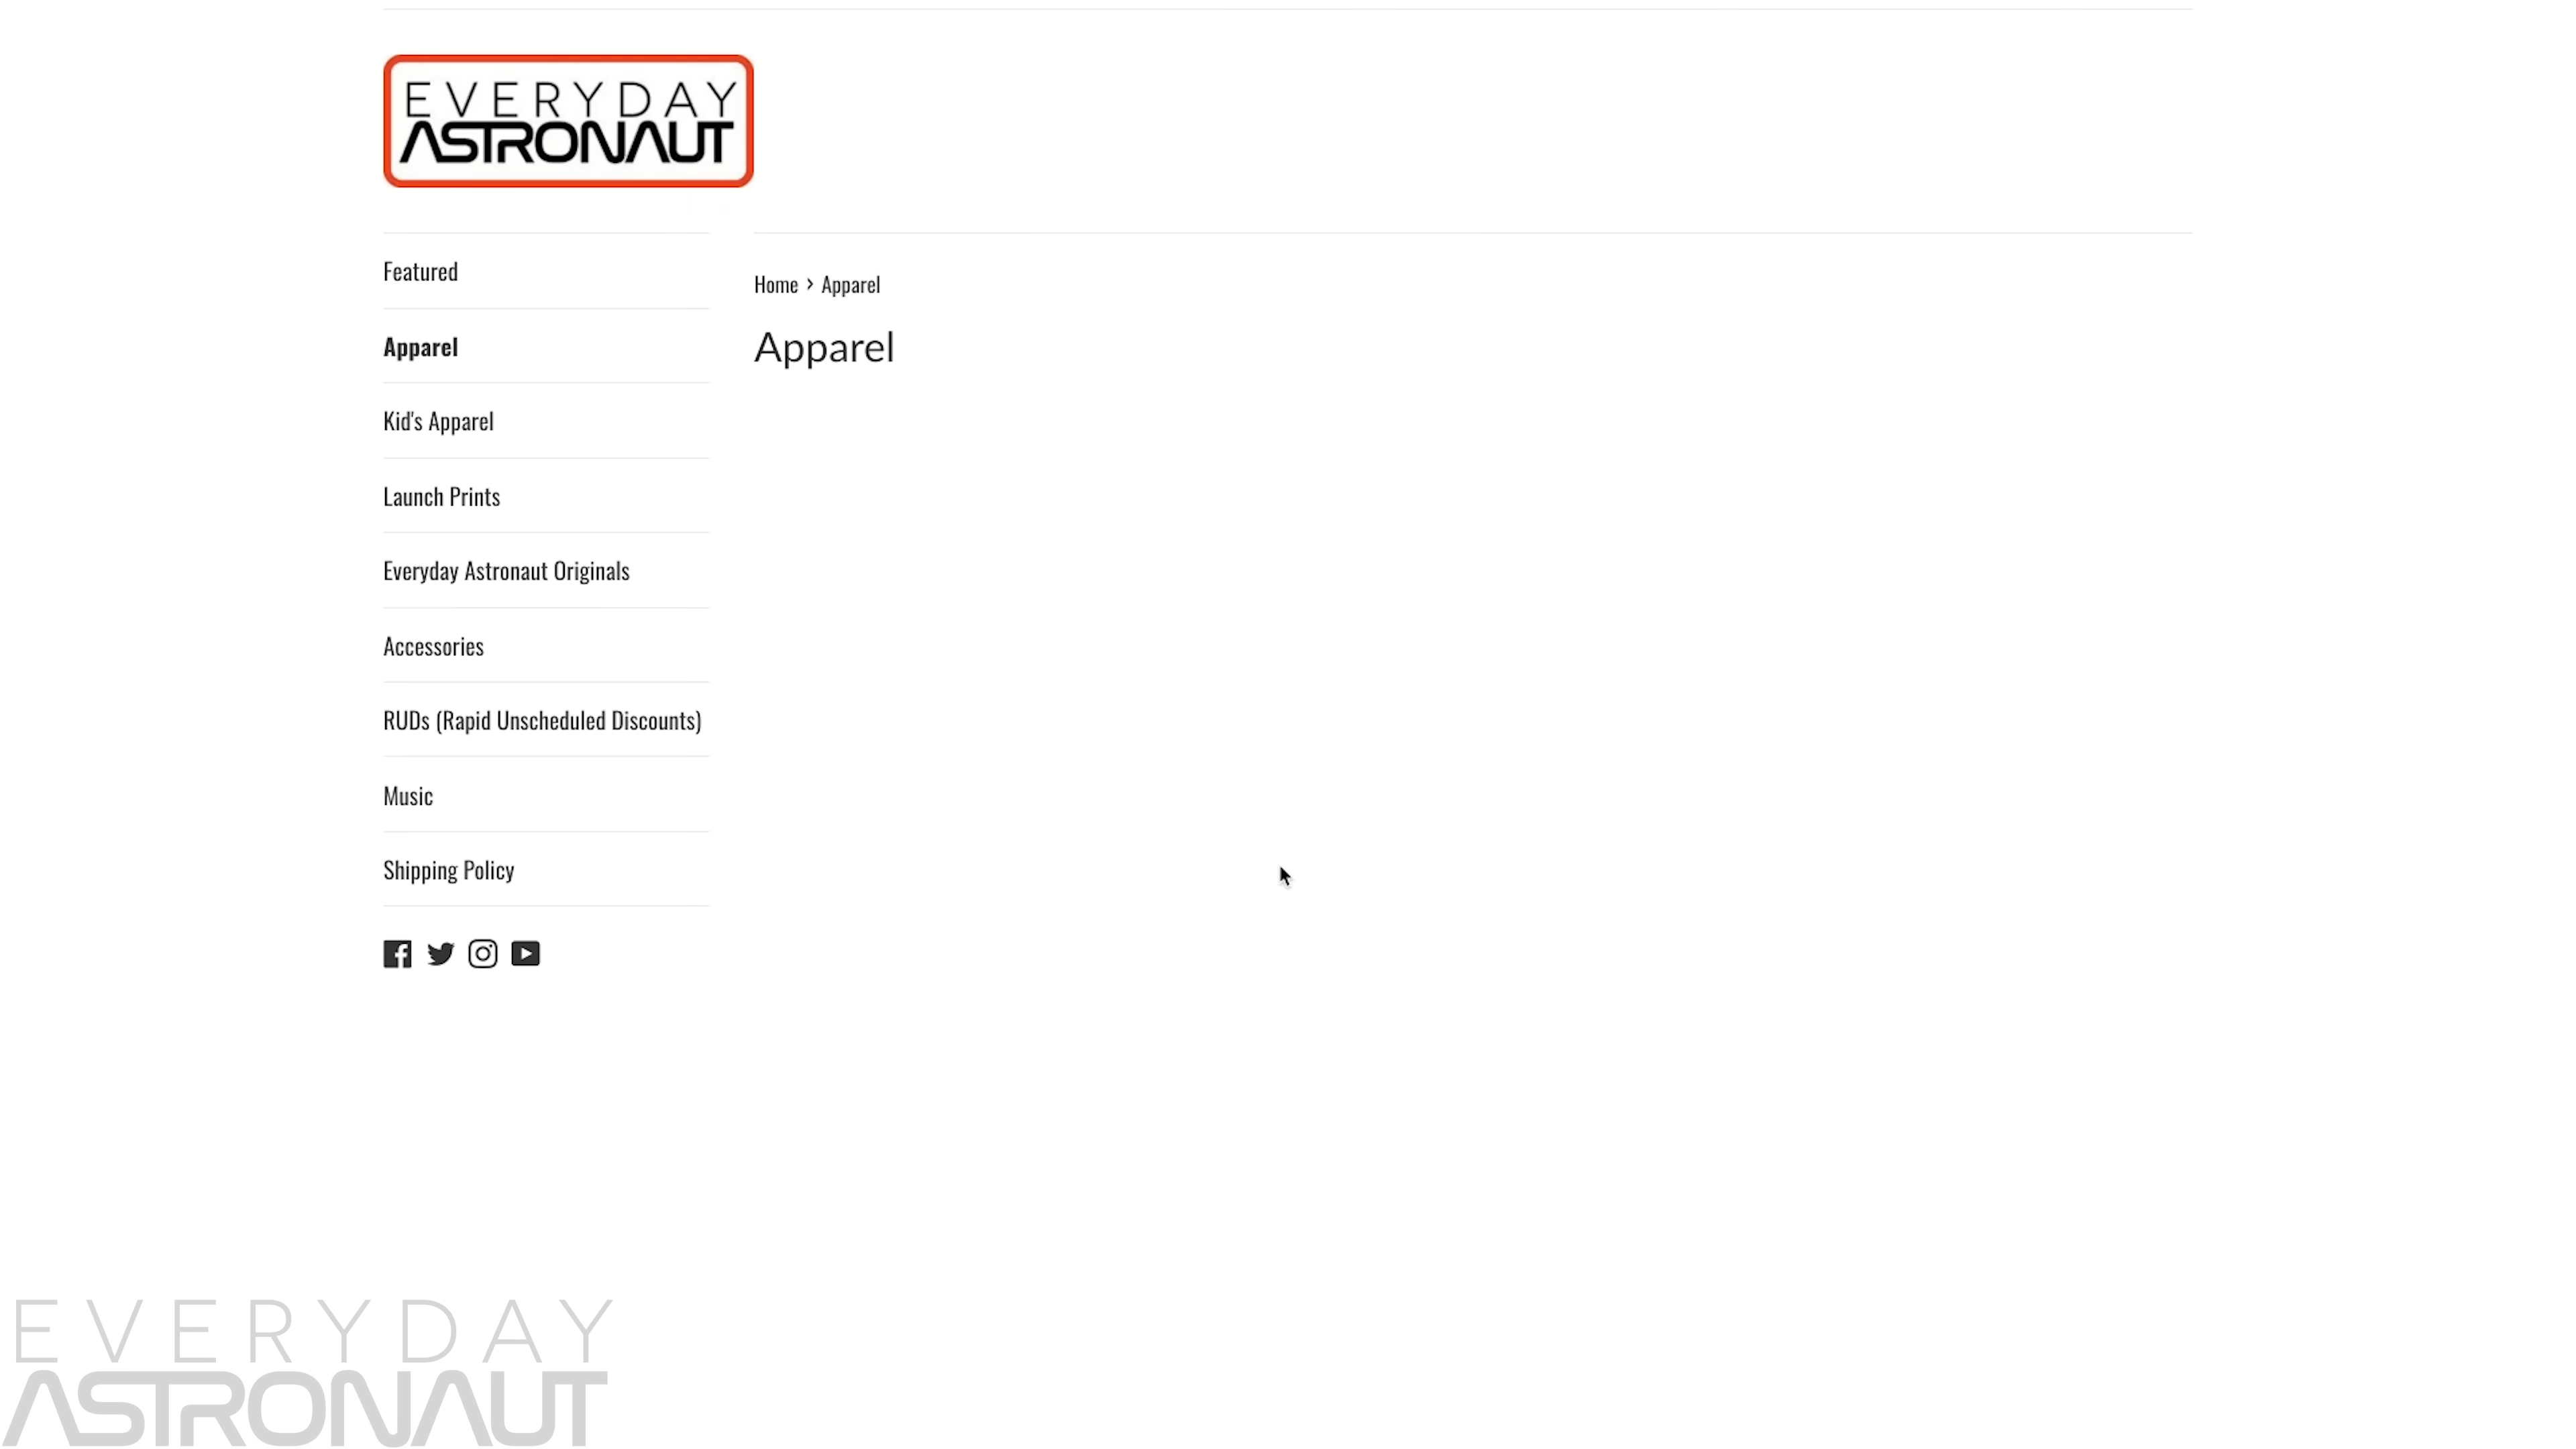 EVERYDAY
ASTRONAUT
Featured
Apparel
Kid's Apparel
Launch Prints
Everyday Astronaut Originals
Accessories
RUDs (Rapid Unscheduled Discounts)
Music
Shipping Policy
Home › Apparel
Apparel
EVERYDAY
ASTRONAUT